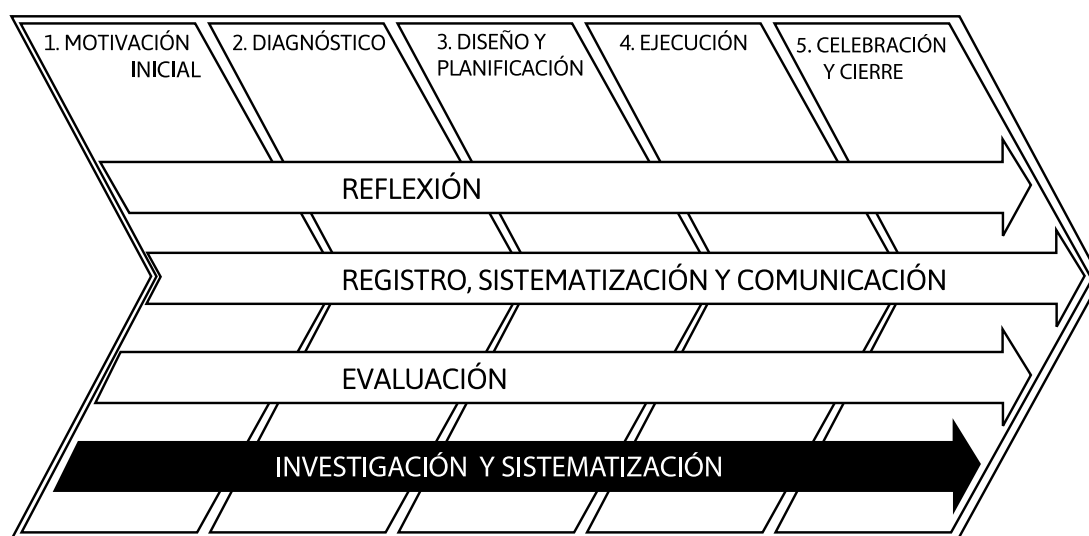 1. MOTIVACIÓN
INICIAL
2. DIAGNÓSTICO
3. DISEÑO Y
PLANIFICACIÓN
4. EJECUCIÓN
5. CELEBRACIÓN
Y CIERRE
REFLEXIÓN
REGISTRO, SISTEMATIZACIÓN Y COMUNICACIÓN
EVALUACIÓN
INVESTIGACIÓN Y SISTEMATIZACIÓN